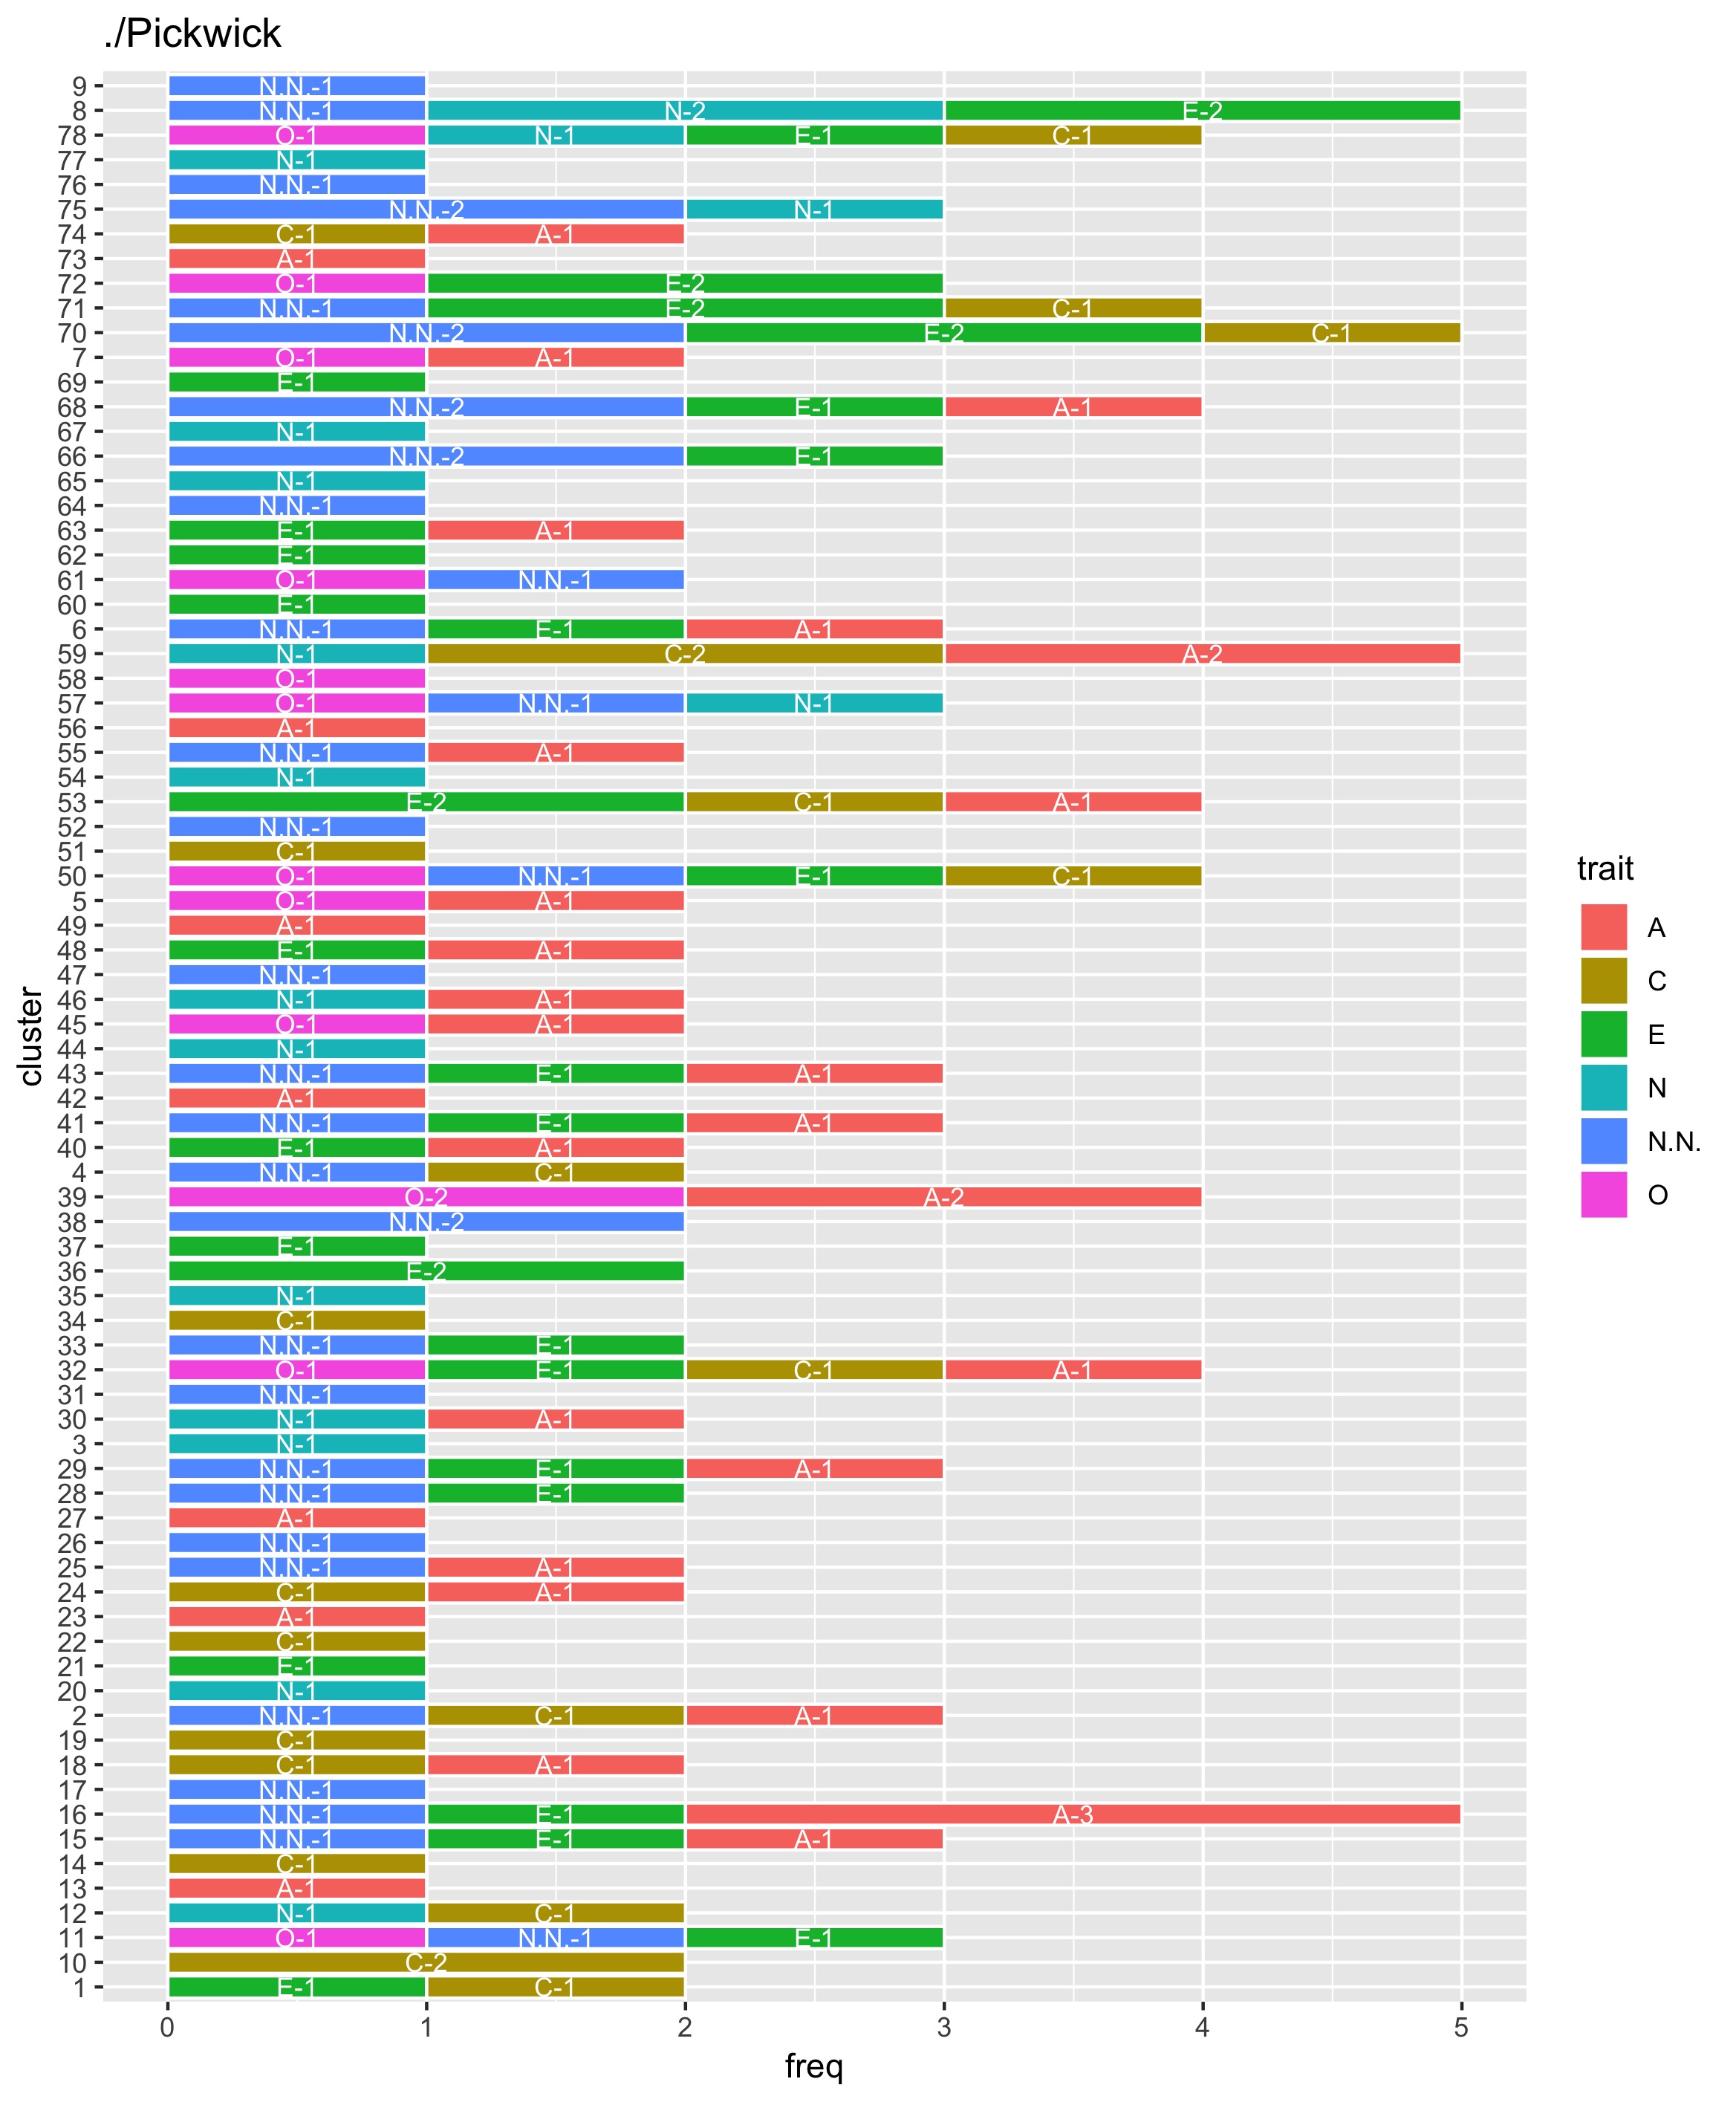 ./Pickwick
9 N.N.-1
8 N.N.-1 N-2 E-2
78 O-1 N-1 E-1 C-1
77 N-1
76 N.N.-1
75 N.N.-2 N-1
74 C-1 A-1
73 A-1
72 O-1 E-2
71 N.N.-1 E-2 C-1
70 N.N.-2 E-2 C-1
7 O-1 A-1
69 E-1
68 N.N.-2 E-1 A-1
67 N-1
66 N.N.-2 E-1
65 N-1
64 N.N.-1
63 E-1 A-1
62 E-1
61 O-1 N.N.-1
60 E-1
6 N.N.-1 E-1 A-1
59 N-1 C-2 A-2
58 O-1
57 O-1 N.N.-1 N-1
56 A-1
55 N.N.-1 A-1
54 N-1
53 E-2 C-1 A-1
52 N.N.-1
51 C-1
50 O-1 N.N.-1 E-1 C-1
5 O-1 A-1
49 A-1
48 E-1 A-1
47 N.N.-1
46 N-1 A-1
45 O-1 A-1
44 N-1
43 N.N.-1 E-1 A-1
42 A-1
41 N.N.-1 E-1 A-1
40 E-1 A-1
4 N.N.-1 C-1
39 O-2 A-2
38 N.N.-2
37 E-1
36 E-2
35 N-1
34 C-1
33 N.N.-1 E-1
32 O-1 E-1 C-1 A-1
31 N.N.-1
30 N-1 A-1
3 N-1
29 N.N.-1 E-1 A-1
28 N.N.-1 E-1
27 A-1
26 N.N.-1
25 N.N.-1 A-1
24 C-1 A-1
23 A-1
22 C-1
21 E-1
20 N-1
2 N.N.-1 C-1 A-1
19 C-1
18 C-1 A-1
17 N.N.-1
16 N.N.-1 E-1 A-3
15 N.N.-1 E-1 A-1
14 C-1
13 A-1
12 N-1 C-1
11 O-1 N.N.-1 E-1
10 C-2
1 E-1 C-1
0 1 2 3 4 5
freq
cluster
trait
A
C
E
N
N.N.
O